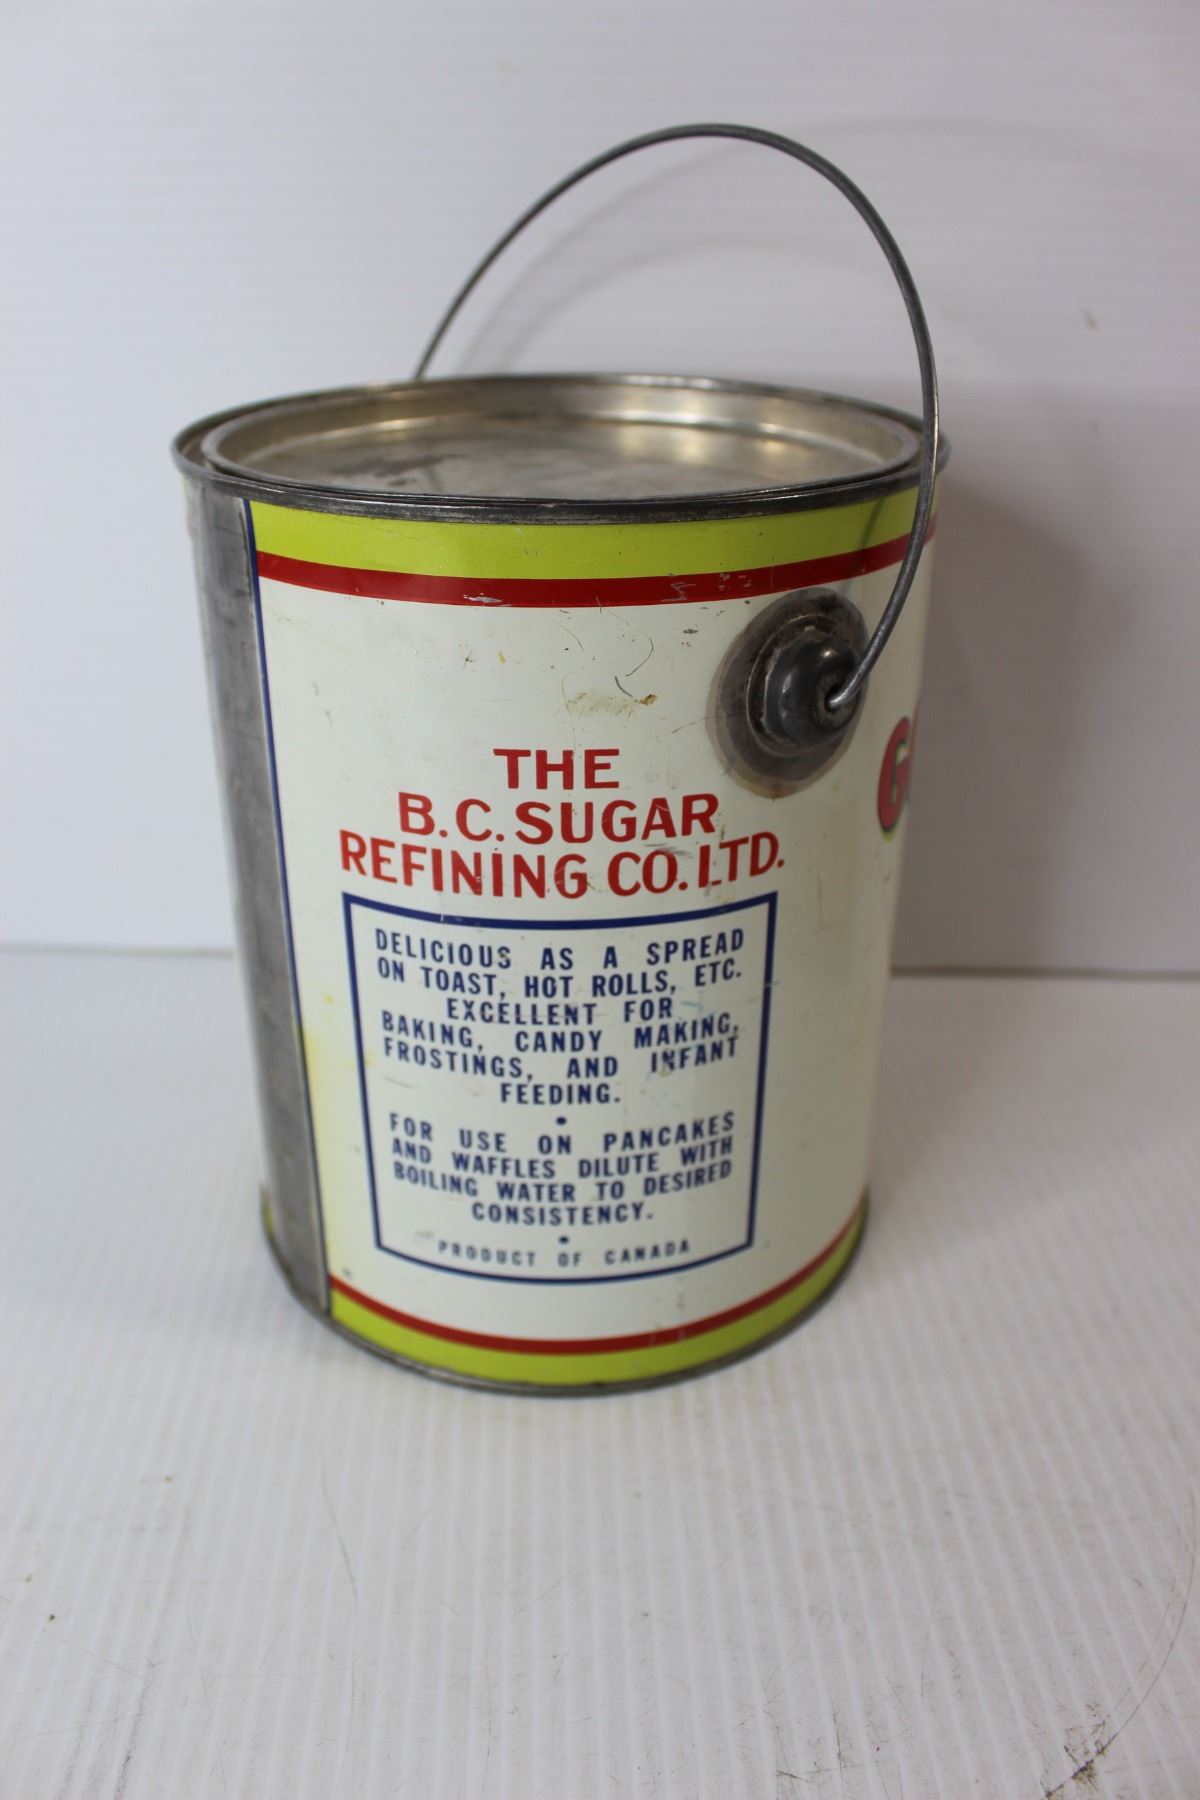 THE
B.C. SUGAR
REFINING CO. LTD.
DELICIOUS AS A SPREAD
ON TOAST, HOT ROLLS, ETC.
EXCELLENT FOR
BAKING, CANDY MAKING,
FROSTINGS, AND INFANT
FEEDING.
•
FOR USE ON PANCAKES
AND WAFFLES DILUTE WITH
BOILING WATER TO DESIRED
CONSISTENCY.
•
PRODUCT OF CANADA